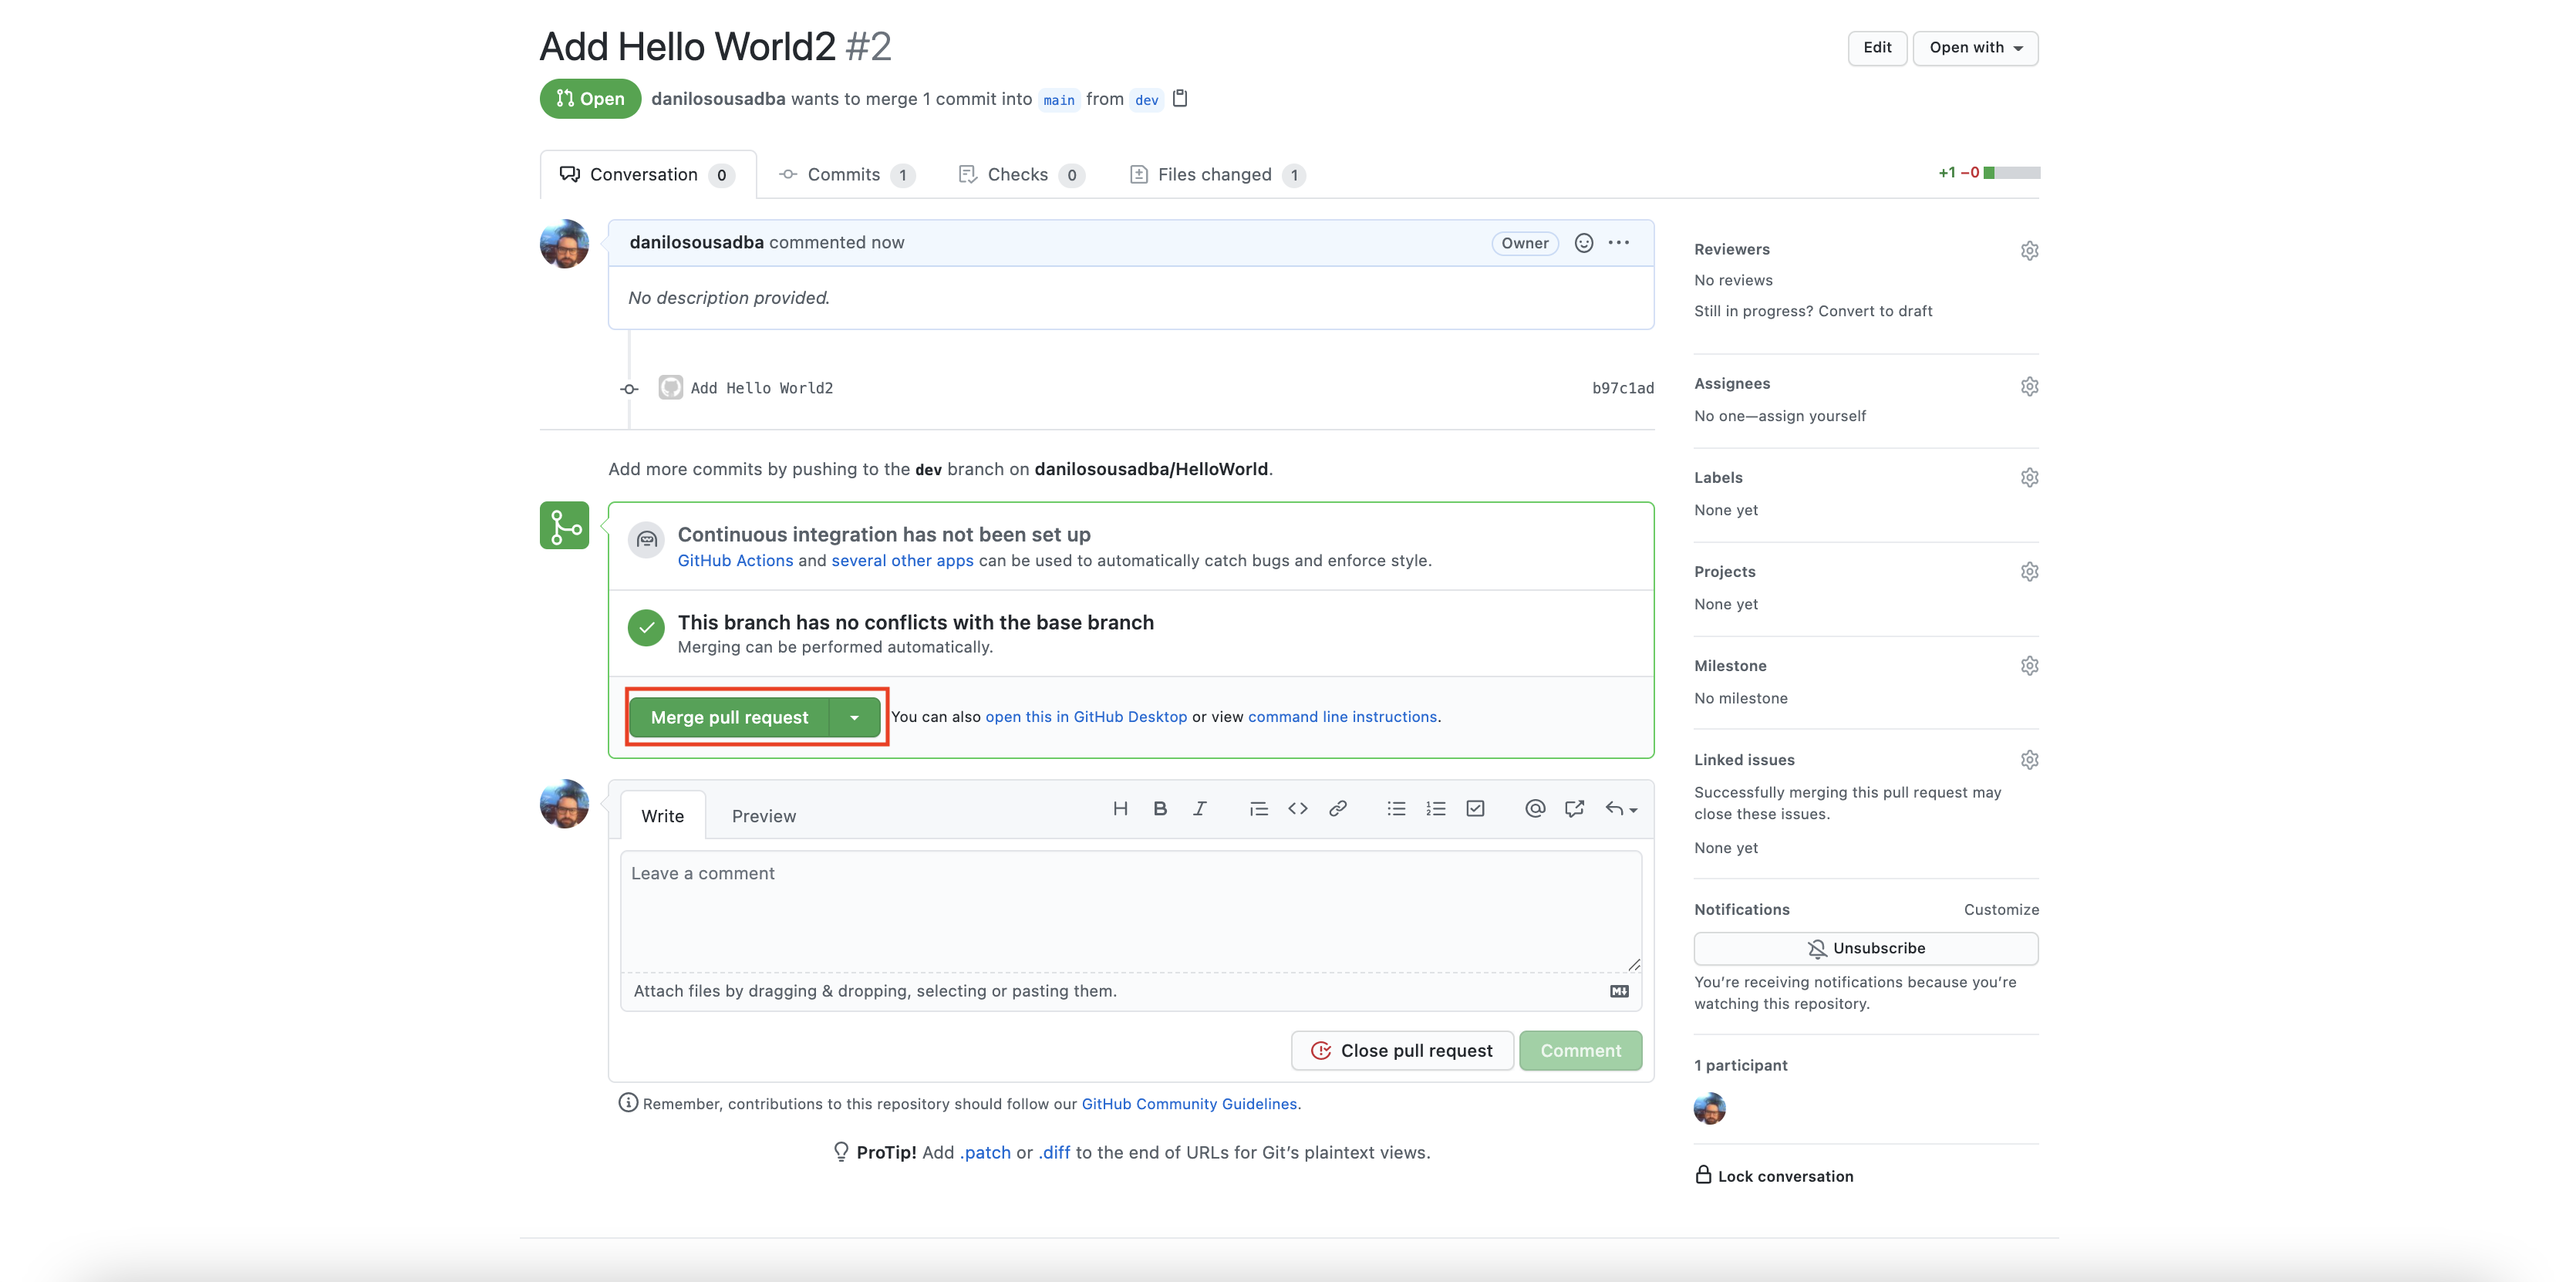 Add Hello World2 #2
Edit
Open with
Open
danilosousadba wants to merge 1 commit into main from dev
Conversation 0
Commits 1
Checks 0
Files changed 1
+1 −0
danilosousadba commented now
Owner
No description provided.
Add Hello World2
b97c1ad
Add more commits by pushing to the dev branch on danilosousadba/HelloWorld.
Continuous integration has not been set up
GitHub Actions and several other apps can be used to automatically catch bugs and enforce style.
This branch has no conflicts with the base branch
Merging can be performed automatically.
Merge pull request
You can also open this in GitHub Desktop or view command line instructions.
Write
Preview
Leave a comment
Attach files by dragging & dropping, selecting or pasting them.
Close pull request
Comment
Remember, contributions to this repository should follow our GitHub Community Guidelines.
ProTip! Add .patch or .diff to the end of URLs for Git’s plaintext views.
Reviewers
No reviews
Still in progress? Convert to draft
Assignees
No one—assign yourself
Labels
None yet
Projects
None yet
Milestone
No milestone
Linked issues
Successfully merging this pull request may
close these issues.
None yet
Notifications
Customize
Unsubscribe
You’re receiving notifications because you’re
watching this repository.
1 participant
Lock conversation